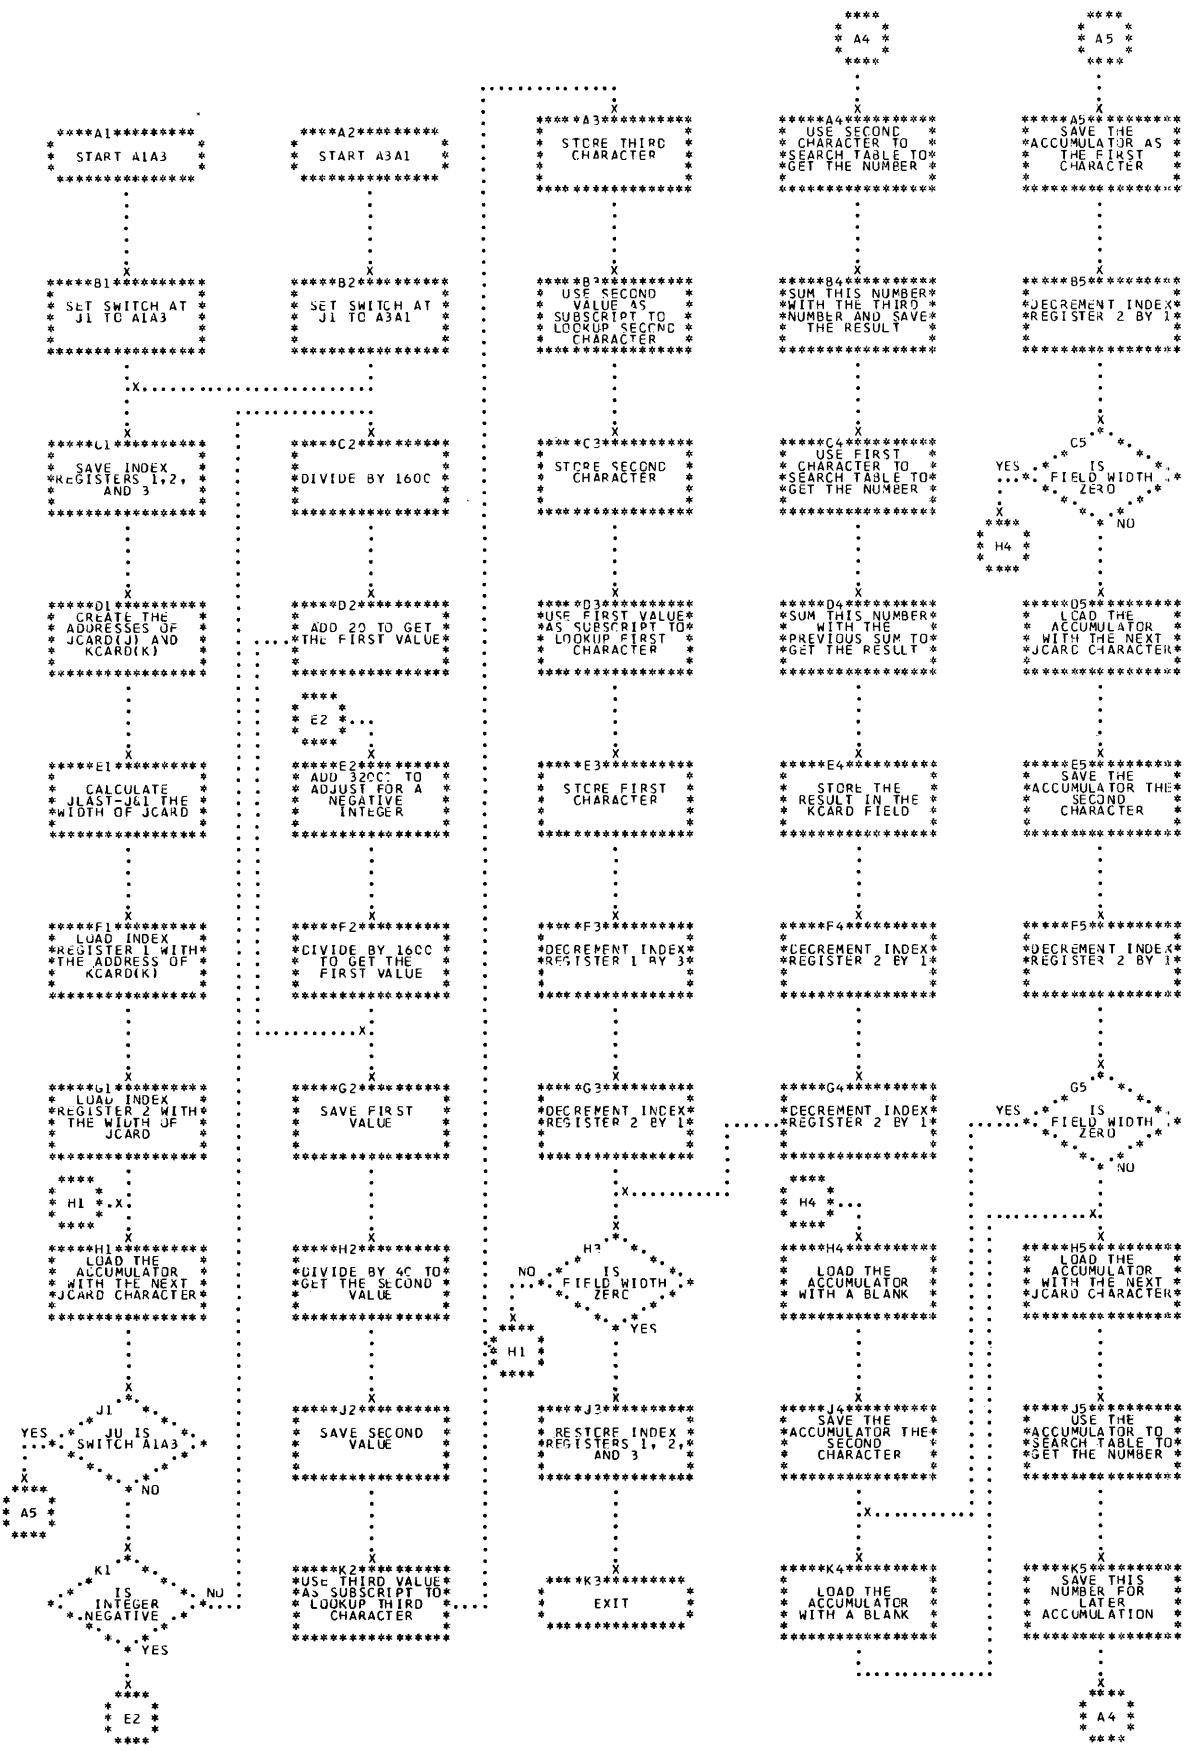 A1
START A1A3
B1
SET SWITCH AT
J1 TO A1A3
C1
SAVE INDEX
REGISTERS 1,2,
AND 3
D1
CREATE THE
ADDRESSES OF
JCARD(J) AND
KCARD(K)
E1
CALCULATE
JLAST-J&1 THE
WIDTH OF JCARD
F1
LOAD INDEX
REGISTER 1 WITH
THE ADDRESS OF
KCARD(K)
G1
LOAD INDEX
REGISTER 2 WITH
THE WIDTH OF
JCARD
H1
H1
LOAD THE
ACCUMULATOR
WITH THE NEXT
JCARD CHARACTER
J1
YES
JU IS
SWITCH A1A3
NO
A5
K1
IS
INTEGER
NEGATIVE
NO
YES
E2
A2
START A3A1
B2
SET SWITCH AT
J1 TO A3A1
C2
DIVIDE BY 1600
D2
ADD 20 TO GET
THE FIRST VALUE
E2
E2
ADD 32000 TO
ADJUST FOR A
NEGATIVE
INTEGER
F2
DIVIDE BY 1600
TO GET THE
FIRST VALUE
G2
SAVE FIRST
VALUE
H2
DIVIDE BY 40 TO
GET THE SECOND
VALUE
J2
SAVE SECOND
VALUE
K2
USE THIRD VALUE
AS SUBSCRIPT TO
LOOKUP THIRD
CHARACTER
A3
STORE THIRD
CHARACTER
B3
USE SECOND
VALUE AS
SUBSCRIPT TO
LOOKUP SECOND
CHARACTER
C3
STORE SECOND
CHARACTER
D3
USE FIRST VALUE
AS SUBSCRIPT TO
LOOKUP FIRST
CHARACTER
E3
STORE FIRST
CHARACTER
F3
DECREMENT INDEX
REGISTER 1 BY 3
G3
DECREMENT INDEX
REGISTER 2 BY 1
H3
NO
IS
FIELD WIDTH
ZERO
YES
H1
J3
RESTORE INDEX
REGISTERS 1, 2,
AND 3
K3
EXIT
A4
A4
USE SECOND
CHARACTER TO
SEARCH TABLE TO
GET THE NUMBER
B4
SUM THIS NUMBER
WITH THE THIRD
NUMBER AND SAVE
THE RESULT
C4
USE FIRST
CHARACTER TO
SEARCH TABLE TO
GET THE NUMBER
D4
SUM THIS NUMBER
WITH THE
PREVIOUS SUM TO
GET THE RESULT
E4
STORE THE
RESULT IN THE
KCARD FIELD
F4
DECREMENT INDEX
REGISTER 2 BY 1
G4
DECREMENT INDEX
REGISTER 2 BY 1
H4
H4
LOAD THE
ACCUMULATOR
WITH A BLANK
J4
SAVE THE
ACCUMULATOR THE
SECOND
CHARACTER
K4
LOAD THE
ACCUMULATOR
WITH A BLANK
A5
A5
SAVE THE
ACCUMULATOR AS
THE FIRST
CHARACTER
B5
DECREMENT INDEX
REGISTER 2 BY 1
C5
YES
IS
FIELD WIDTH
ZERO
NO
H4
D5
LOAD THE
ACCUMULATOR
WITH THE NEXT
JCARD CHARACTER
E5
SAVE THE
ACCUMULATOR THE
SECOND
CHARACTER
F5
DECREMENT INDEX
REGISTER 2 BY 1
G5
YES
IS
FIELD WIDTH
ZERO
NO
H5
LOAD THE
ACCUMULATOR
WITH THE NEXT
JCARD CHARACTER
J5
USE THE
ACCUMULATOR TO
SEARCH TABLE TO
GET THE NUMBER
K5
SAVE THIS
NUMBER FOR
LATER
ACCUMULATION
A4